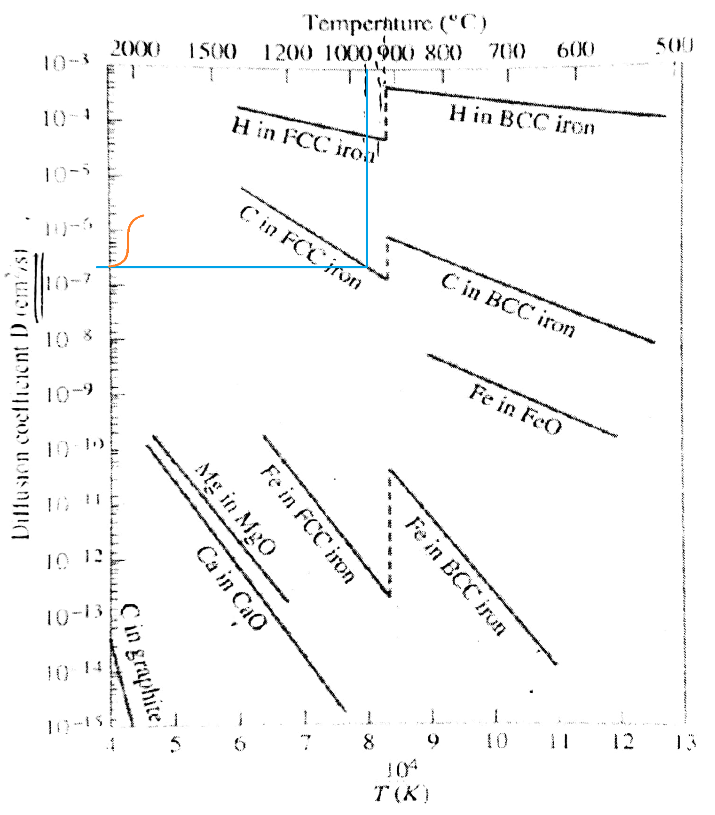 Temperature (°C)
2000 1500 1200 1000 900 800 700 600 500
10⁻³
10⁻⁴
10⁻⁵
10⁻⁶
10⁻⁷
10⁻⁸
10⁻⁹
10⁻¹⁰
10⁻¹¹
10⁻¹²
10⁻¹³
10⁻¹⁴
10⁻¹⁵
Diffusion coefficient D (cm²/s)
H in FCC iron
H in BCC iron
C in FCC iron
C in BCC iron
Fe in FeO
Mg in MgO
Fe in FCC iron
Fe in BCC iron
Ca in CaO
C in graphite
4 5 6 7 8 9 10 11 12 13
10⁴
T (K)